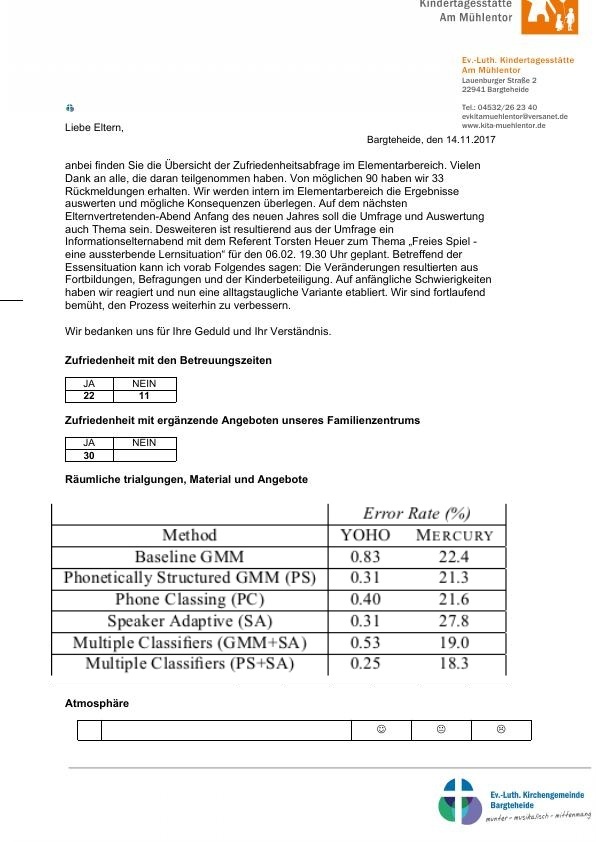 Kindertagesstätte
Am Mühlentor
Ev.-Luth. Kindertagesstätte
Am Mühlentor
Lauenburger Straße 2
22941 Bargteheide
Tel.: 04532/26 23 40
evkitamuehlentor@versanet.de
www.kita-muehlentor.de
Liebe Eltern,
Bargteheide, den 14.11.2017
anbei finden Sie die Übersicht der Zufriedenheitsabfrage im Elementarbereich. Vielen
Dank an alle, die daran teilgenommen haben. Von möglichen 90 haben wir 33
Rückmeldungen erhalten. Wir werden intern im Elementarbereich die Ergebnisse
auswerten und mögliche Konsequenzen überlegen. Auf dem nächsten
Elternvertretenden-Abend Anfang des neuen Jahres soll die Umfrage und Auswertung
auch Thema sein. Desweiteren ist resultierend aus der Umfrage ein
Informationselternabend mit dem Referent Torsten Heuer zum Thema „Freies Spiel -
eine aussterbende Lernsituation“ für den 06.02. 19.30 Uhr geplant. Betreffend der
Essensituation kann ich vorab Folgendes sagen: Die Veränderungen resultierten aus
Fortbildungen, Befragungen und der Kinderbeteiligung. Auf anfängliche Schwierigkeiten
haben wir reagiert und nun eine alltagstaugliche Variante etabliert. Wir sind fortlaufend
bemüht, den Prozess weiterhin zu verbessern.
Wir bedanken uns für Ihre Geduld und Ihr Verständnis.
Zufriedenheit mit den Betreuungszeiten
JA NEIN
22 11
Zufriedenheit mit ergänzende Angeboten unseres Familienzentrums
JA NEIN
30
Räumliche trialgungen, Material und Angebote
Error Rate (%)
Method YOHO MERCURY
Baseline GMM 0.83 22.4
Phonetically Structured GMM (PS) 0.31 21.3
Phone Classing (PC) 0.40 21.6
Speaker Adaptive (SA) 0.31 27.8
Multiple Classifiers (GMM+SA) 0.53 19.0
Multiple Classifiers (PS+SA) 0.25 18.3
Atmosphäre
☺ 😐 ☹
Ev.-Luth. Kirchengemeinde
Bargteheide
munter - musikalisch - mittenmang